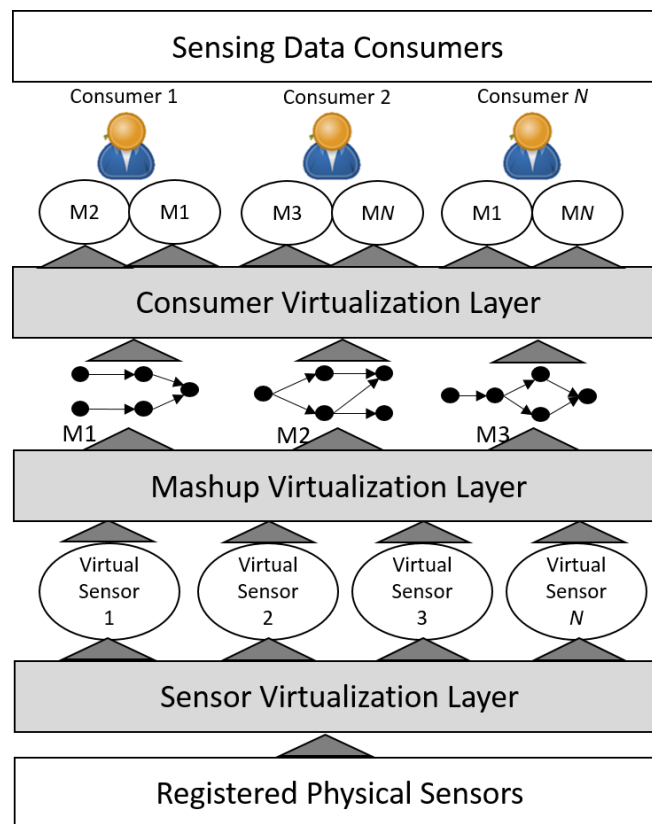 Sensing Data Consumers
Consumer 1 Consumer 2 Consumer N
M2 M1 M3 MN M1 MN
Consumer Virtualization Layer
M1 M2 M3
Mashup Virtualization Layer
Virtual Virtual Virtual Virtual
Sensor Sensor Sensor Sensor
1 2 3 N
Sensor Virtualization Layer
Registered Physical Sensors